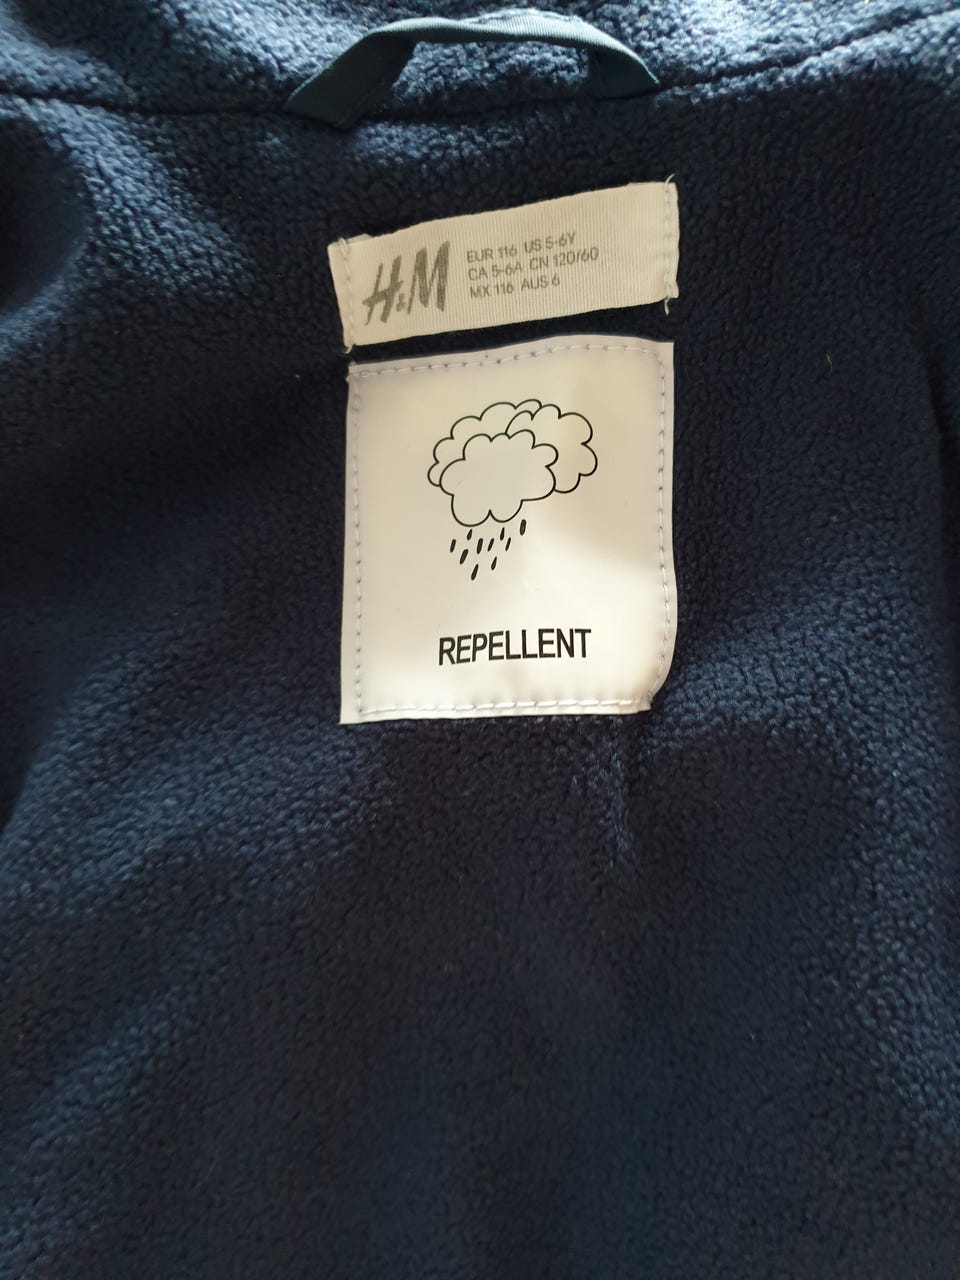 H&M
EUR 116 US 5-6Y
CA 5-6A CN 120/60
MX 116 AUS 6
REPELLENT